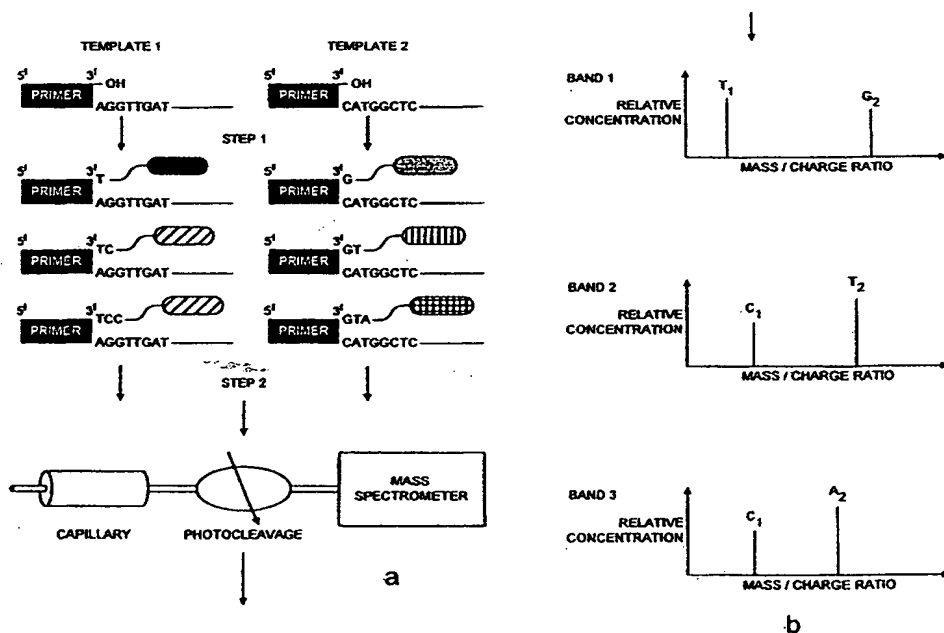 TEMPLATE 1
5' 3' OH
PRIMER
AGGTTGAT
TEMPLATE 2
5' 3' OH
PRIMER
CATGGCTC
STEP 1
5' 3' T
PRIMER
AGGTTGAT
5' 3' G
PRIMER
CATGGCTC
5' 3' TC
PRIMER
AGGTTGAT
5' 3' GT
PRIMER
CATGGCTC
5' 3' TCC
PRIMER
AGGTTGAT
5' 3' GTA
PRIMER
CATGGCTC
STEP 2
CAPILLARY
PHOTOCLEAVAGE
MASS
SPECTROMETER
a
BAND 1
RELATIVE
CONCENTRATION
T1
G2
MASS / CHARGE RATIO
BAND 2
RELATIVE
CONCENTRATION
C1
T2
MASS / CHARGE RATIO
BAND 3
RELATIVE
CONCENTRATION
C1
A2
MASS / CHARGE RATIO
b